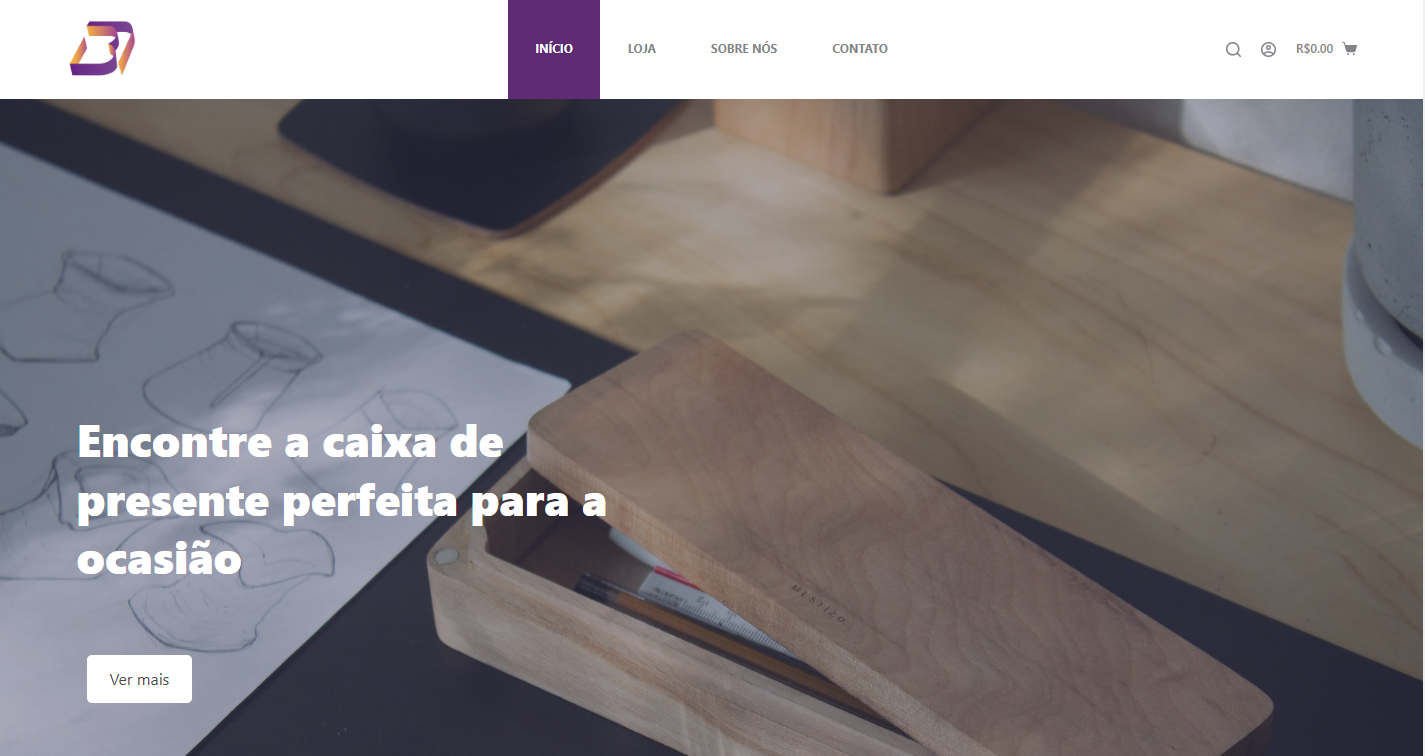 INÍCIO LOJA SOBRE NÓS CONTATO R$0.00
Encontre a caixa de
presente perfeita para a
ocasião
Ver mais